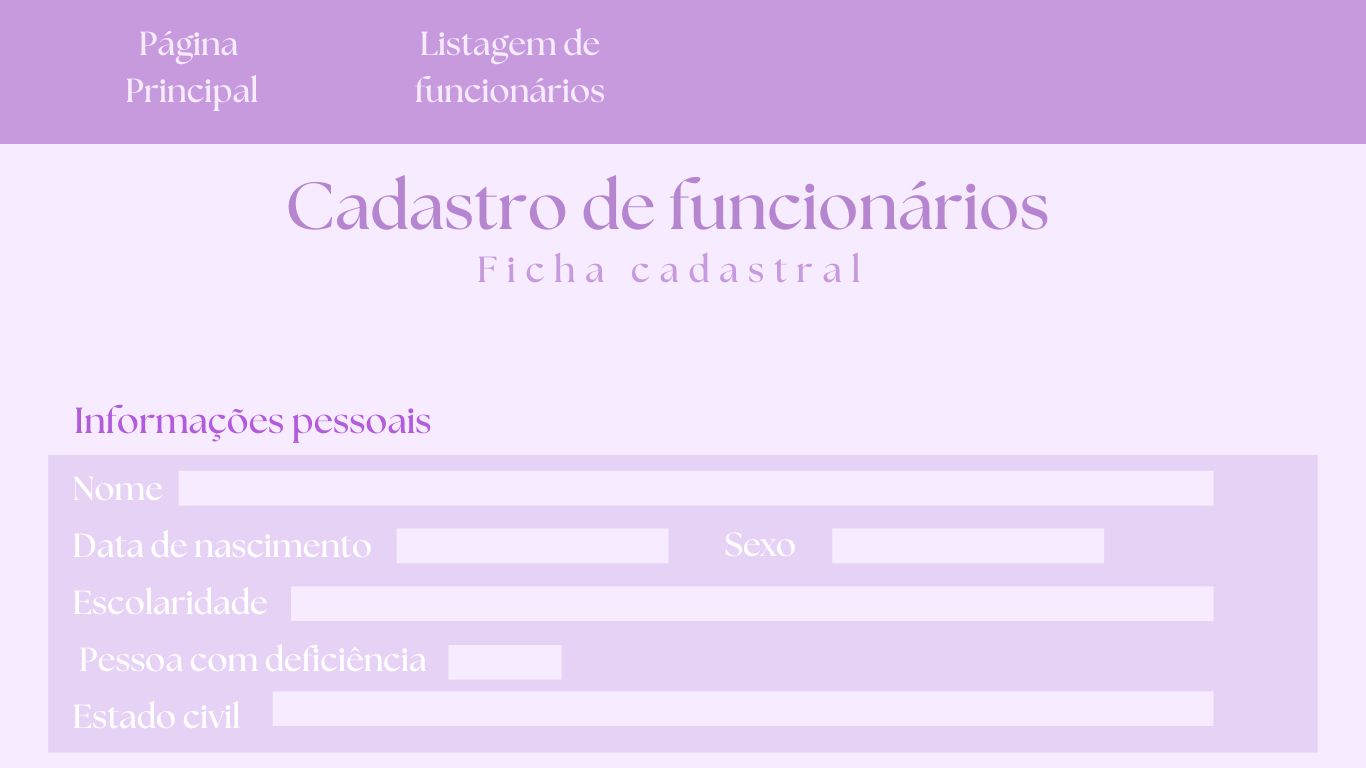 Página
Principal
Listagem de
funcionários
Cadastro de funcionários
Ficha cadastral
Informações pessoais
Nome
Data de nascimento
Sexo
Escolaridade
Pessoa com deficiência
Estado civil